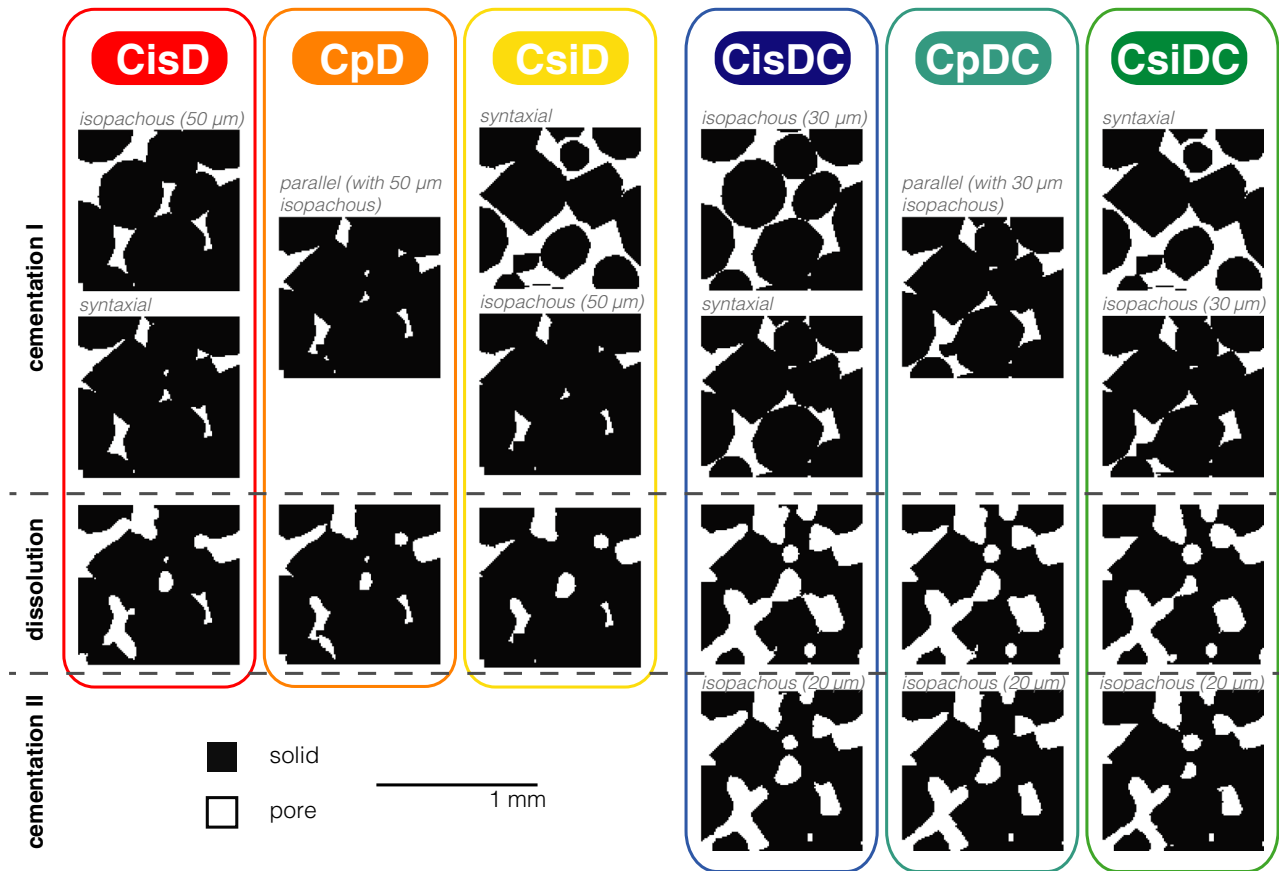 CisD
CpD
CsiD
CisDC
CpDC
CsiDC
cementation I
isopachous (50 µm)
syntaxial
parallel (with 50 µm
isopachous)
syntaxial
isopachous (50 µm)
isopachous (30 µm)
syntaxial
parallel (with 30 µm
isopachous)
syntaxial
isopachous (30 µm)
dissolution
cementation II
isopachous (20 µm)
isopachous (20 µm)
isopachous (20 µm)
solid
pore
1 mm